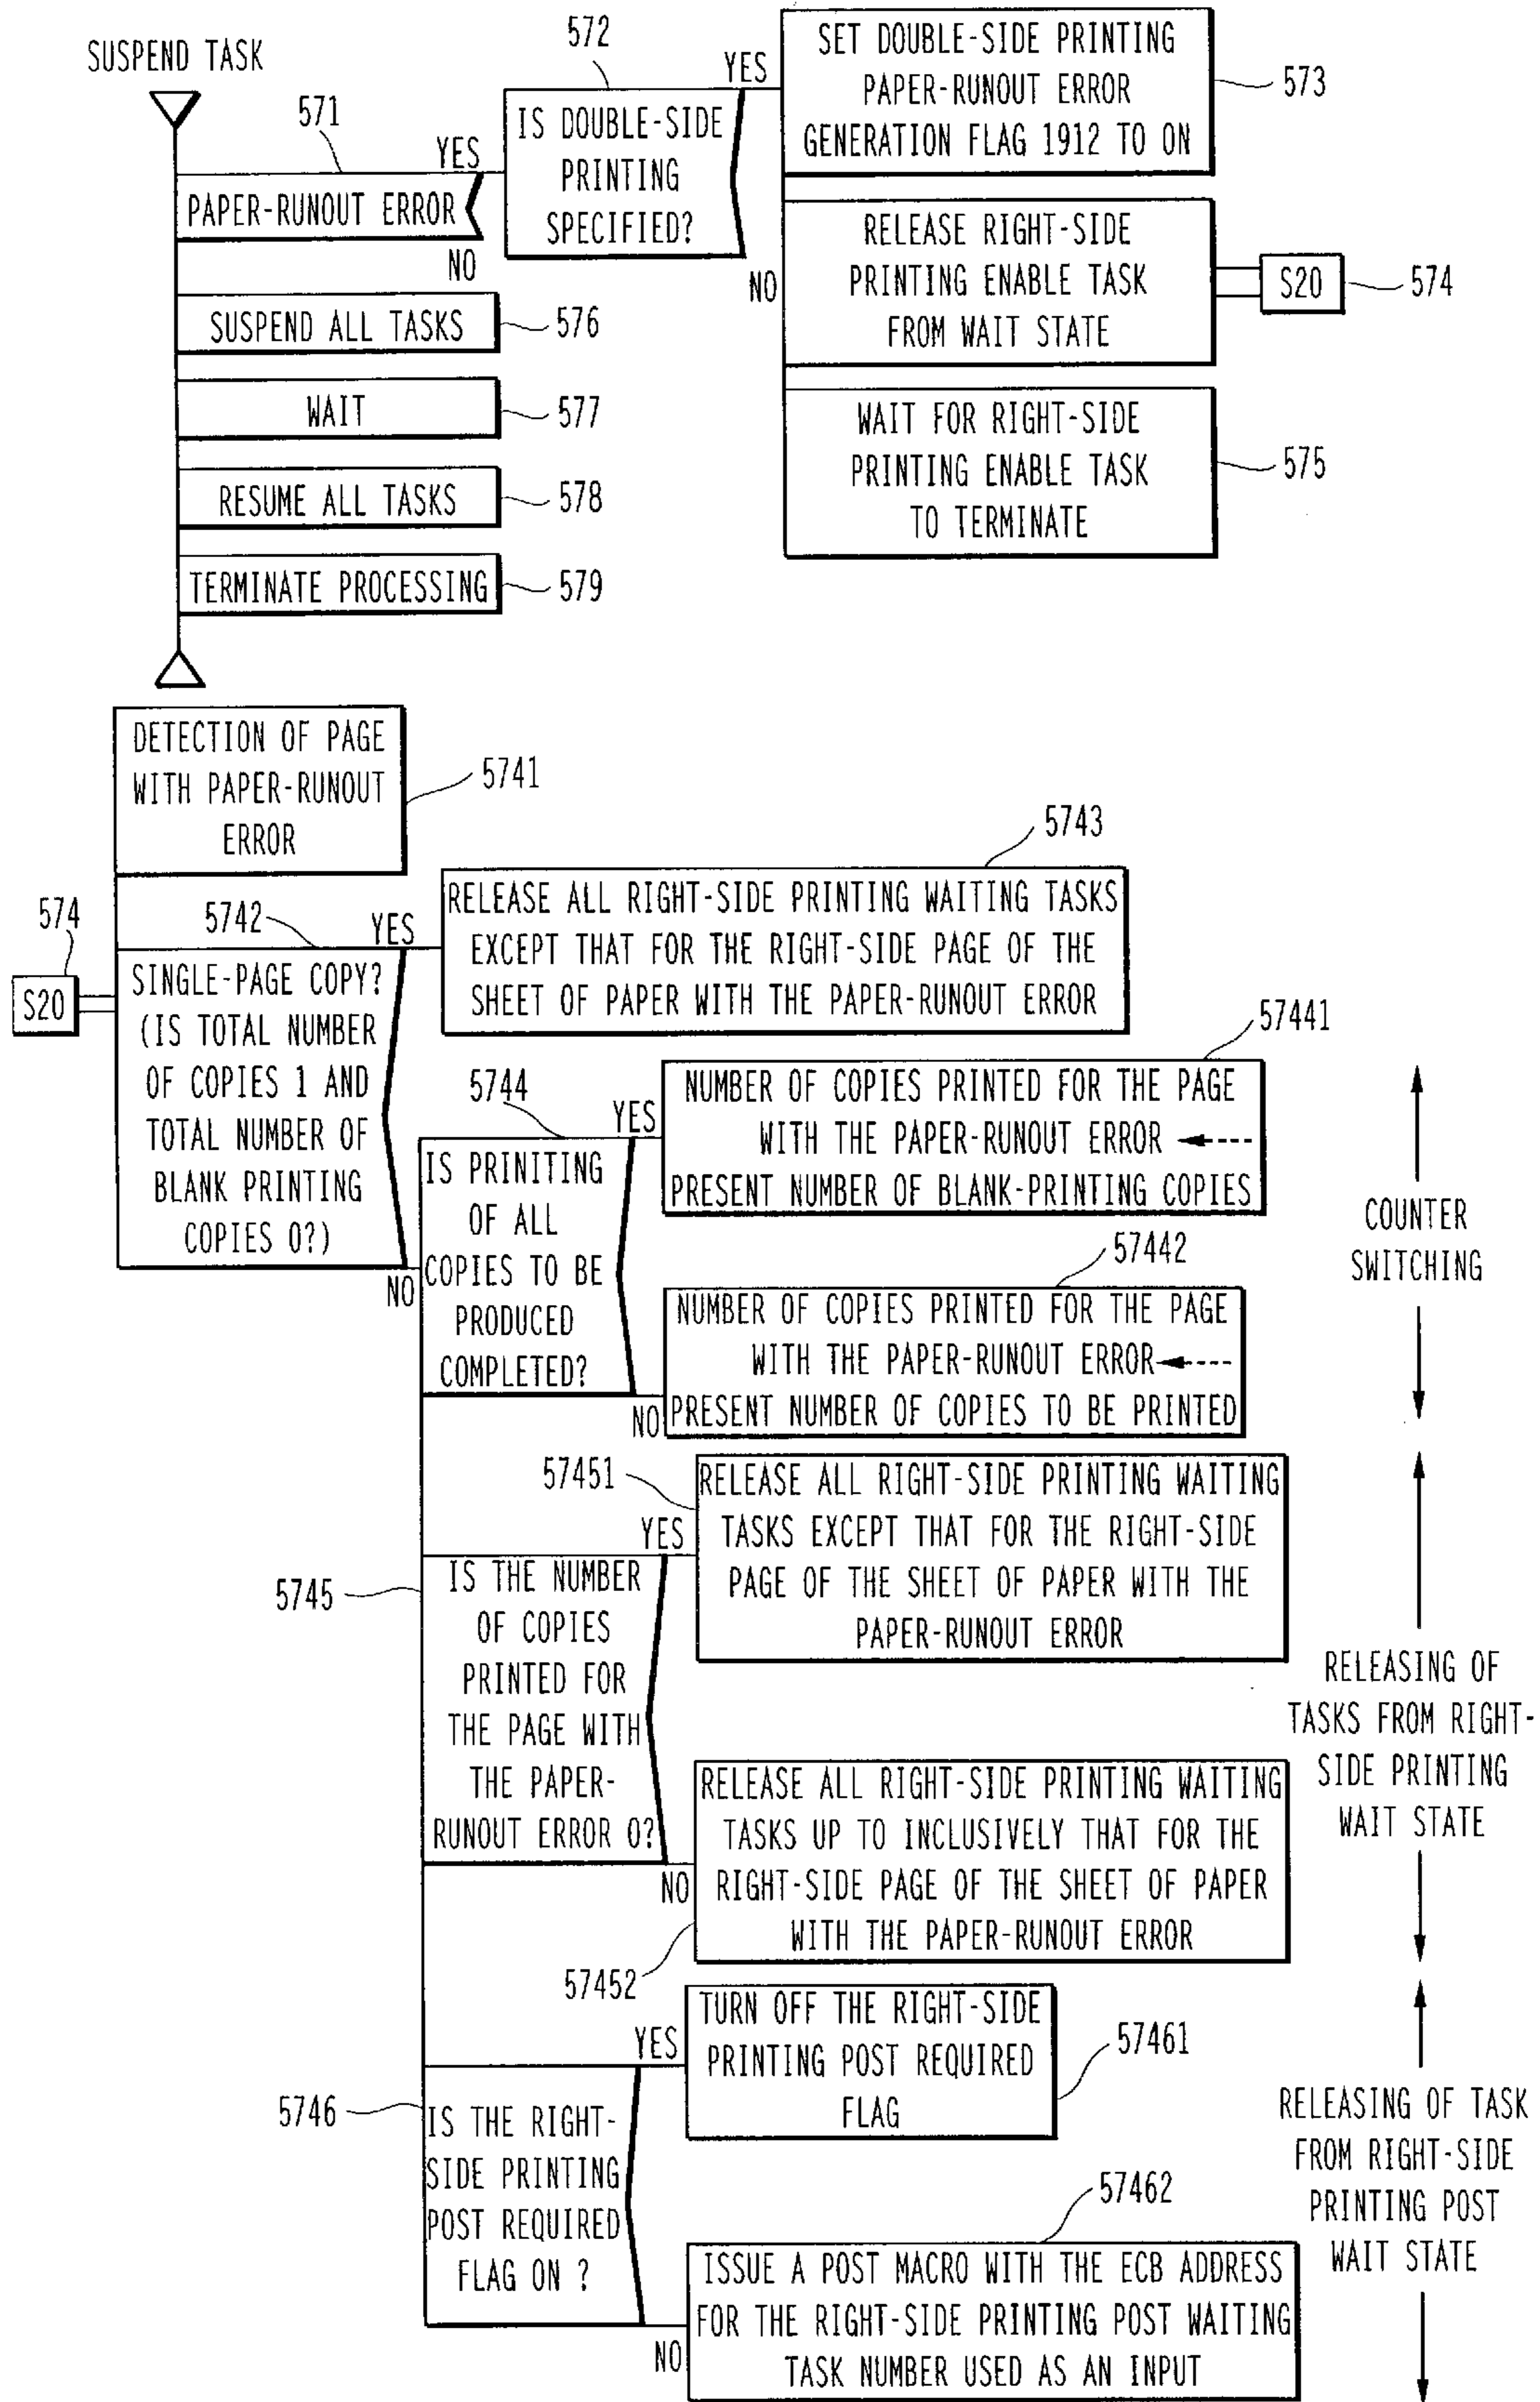 SUSPEND TASK
571
YES
PAPER-RUNOUT ERROR
NO
572
YES
IS DOUBLE-SIDE
PRINTING
SPECIFIED?
NO
SET DOUBLE-SIDE PRINTING
PAPER-RUNOUT ERROR
GENERATION FLAG 1912 TO ON
573
RELEASE RIGHT-SIDE
PRINTING ENABLE TASK
FROM WAIT STATE
S20
574
WAIT FOR RIGHT-SIDE
PRINTING ENABLE TASK
TO TERMINATE
575
SUSPEND ALL TASKS
576
WAIT
577
RESUME ALL TASKS
578
TERMINATE PROCESSING
579
DETECTION OF PAGE
WITH PAPER-RUNOUT
ERROR
5741
574
S20
5742
YES
SINGLE-PAGE COPY?
(IS TOTAL NUMBER
OF COPIES 1 AND
TOTAL NUMBER OF
BLANK PRINTING
COPIES 0?)
NO
5743
RELEASE ALL RIGHT-SIDE PRINTING WAITING TASKS
EXCEPT THAT FOR THE RIGHT-SIDE PAGE OF THE
SHEET OF PAPER WITH THE PAPER-RUNOUT ERROR
5744
YES
IS PRINITING
OF ALL
COPIES TO BE
PRODUCED
COMPLETED?
NO
57441
NUMBER OF COPIES PRINTED FOR THE PAGE
WITH THE PAPER-RUNOUT ERROR
PRESENT NUMBER OF BLANK-PRINTING COPIES
57442
NUMBER OF COPIES PRINTED FOR THE PAGE
WITH THE PAPER-RUNOUT ERROR
PRESENT NUMBER OF COPIES TO BE PRINTED
COUNTER
SWITCHING
5745
YES
IS THE NUMBER
OF COPIES
PRINTED FOR
THE PAGE WITH
THE PAPER-
RUNOUT ERROR 0?
NO
57451
RELEASE ALL RIGHT-SIDE PRINTING WAITING
TASKS EXCEPT THAT FOR THE RIGHT-SIDE
PAGE OF THE SHEET OF PAPER WITH THE
PAPER-RUNOUT ERROR
RELEASE ALL RIGHT-SIDE PRINTING WAITING
TASKS UP TO INCLUSIVELY THAT FOR THE
RIGHT-SIDE PAGE OF THE SHEET OF PAPER
WITH THE PAPER-RUNOUT ERROR
57452
RELEASING OF
TASKS FROM RIGHT-
SIDE PRINTING
WAIT STATE
5746
YES
IS THE RIGHT-
SIDE PRINTING
POST REQUIRED
FLAG ON ?
NO
TURN OFF THE RIGHT-SIDE
PRINTING POST REQUIRED
FLAG
57461
57462
ISSUE A POST MACRO WITH THE ECB ADDRESS
FOR THE RIGHT-SIDE PRINTING POST WAITING
TASK NUMBER USED AS AN INPUT
RELEASING OF TASK
FROM RIGHT-SIDE
PRINTING POST
WAIT STATE